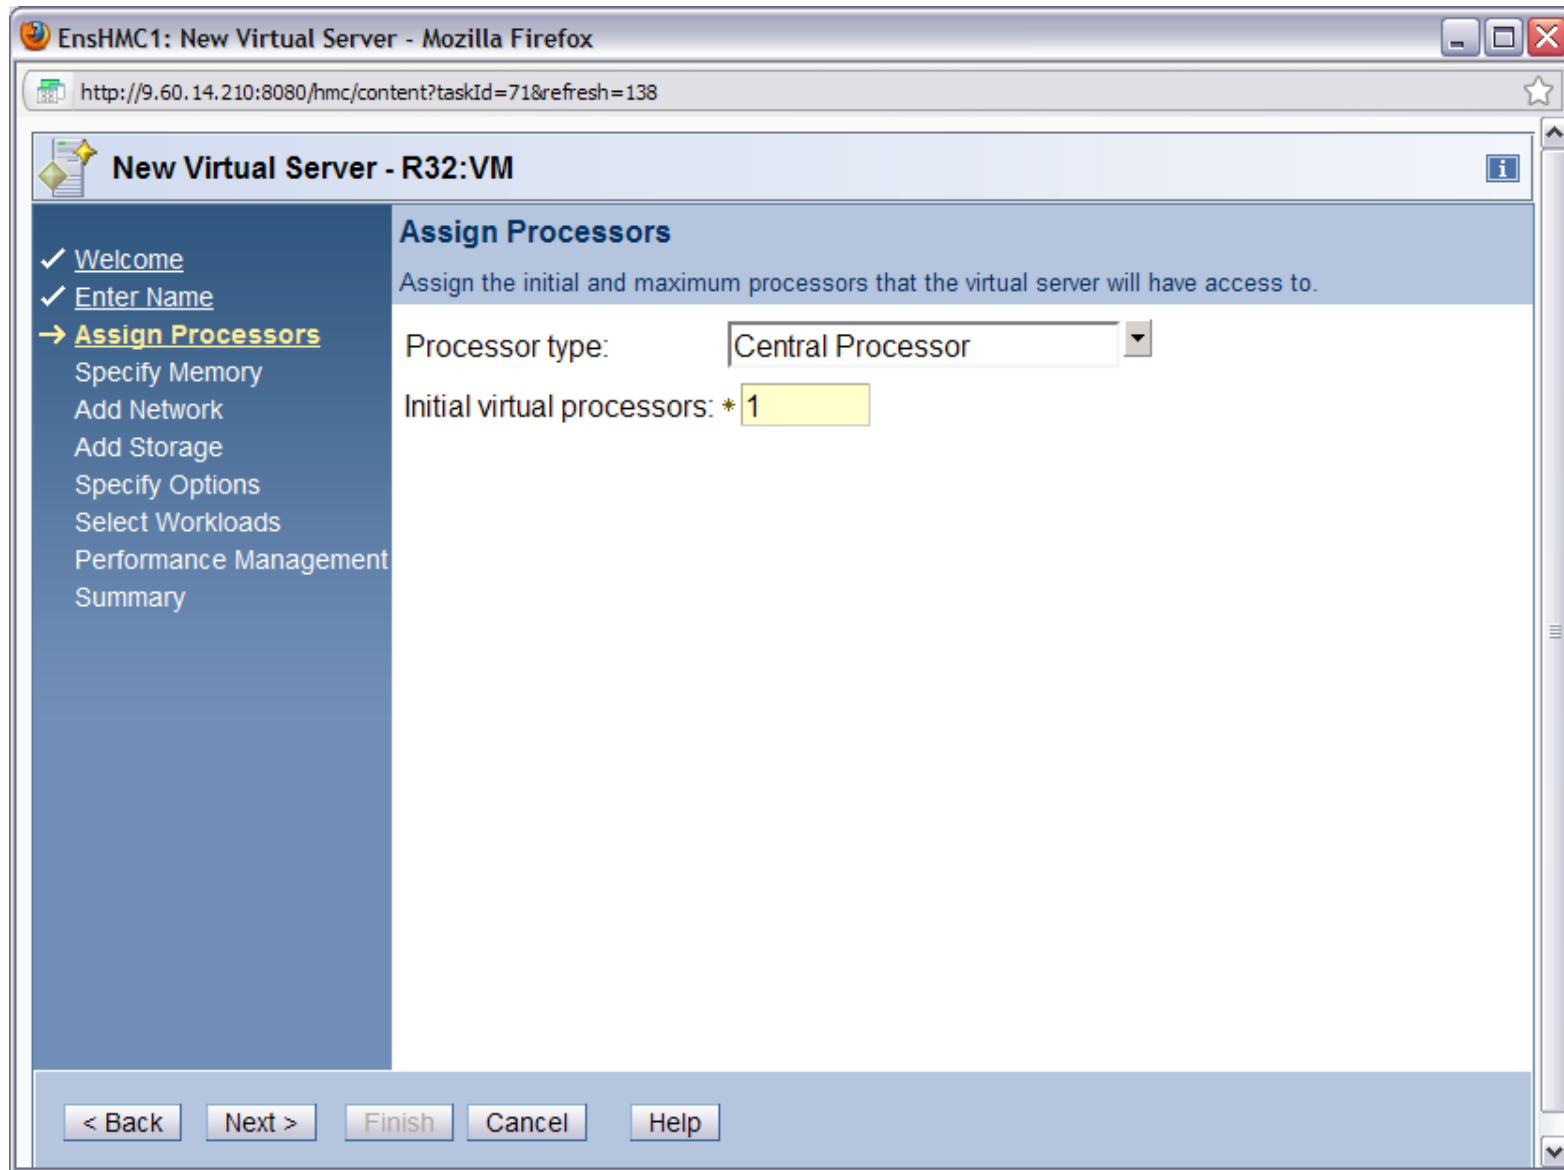 EnsHMC1: New Virtual Server - Mozilla Firefox
http://9.60.14.210:8080/hmc/content?taskId=71&refresh=138
New Virtual Server - R32:VM
i
Welcome
Enter Name
Assign Processors
Specify Memory
Add Network
Add Storage
Specify Options
Select Workloads
Performance Management
Summary
Assign Processors
Assign the initial and maximum processors that the virtual server will have access to.
Processor type: Central Processor
Initial virtual processors: * 1
< Back Next > Finish Cancel Help